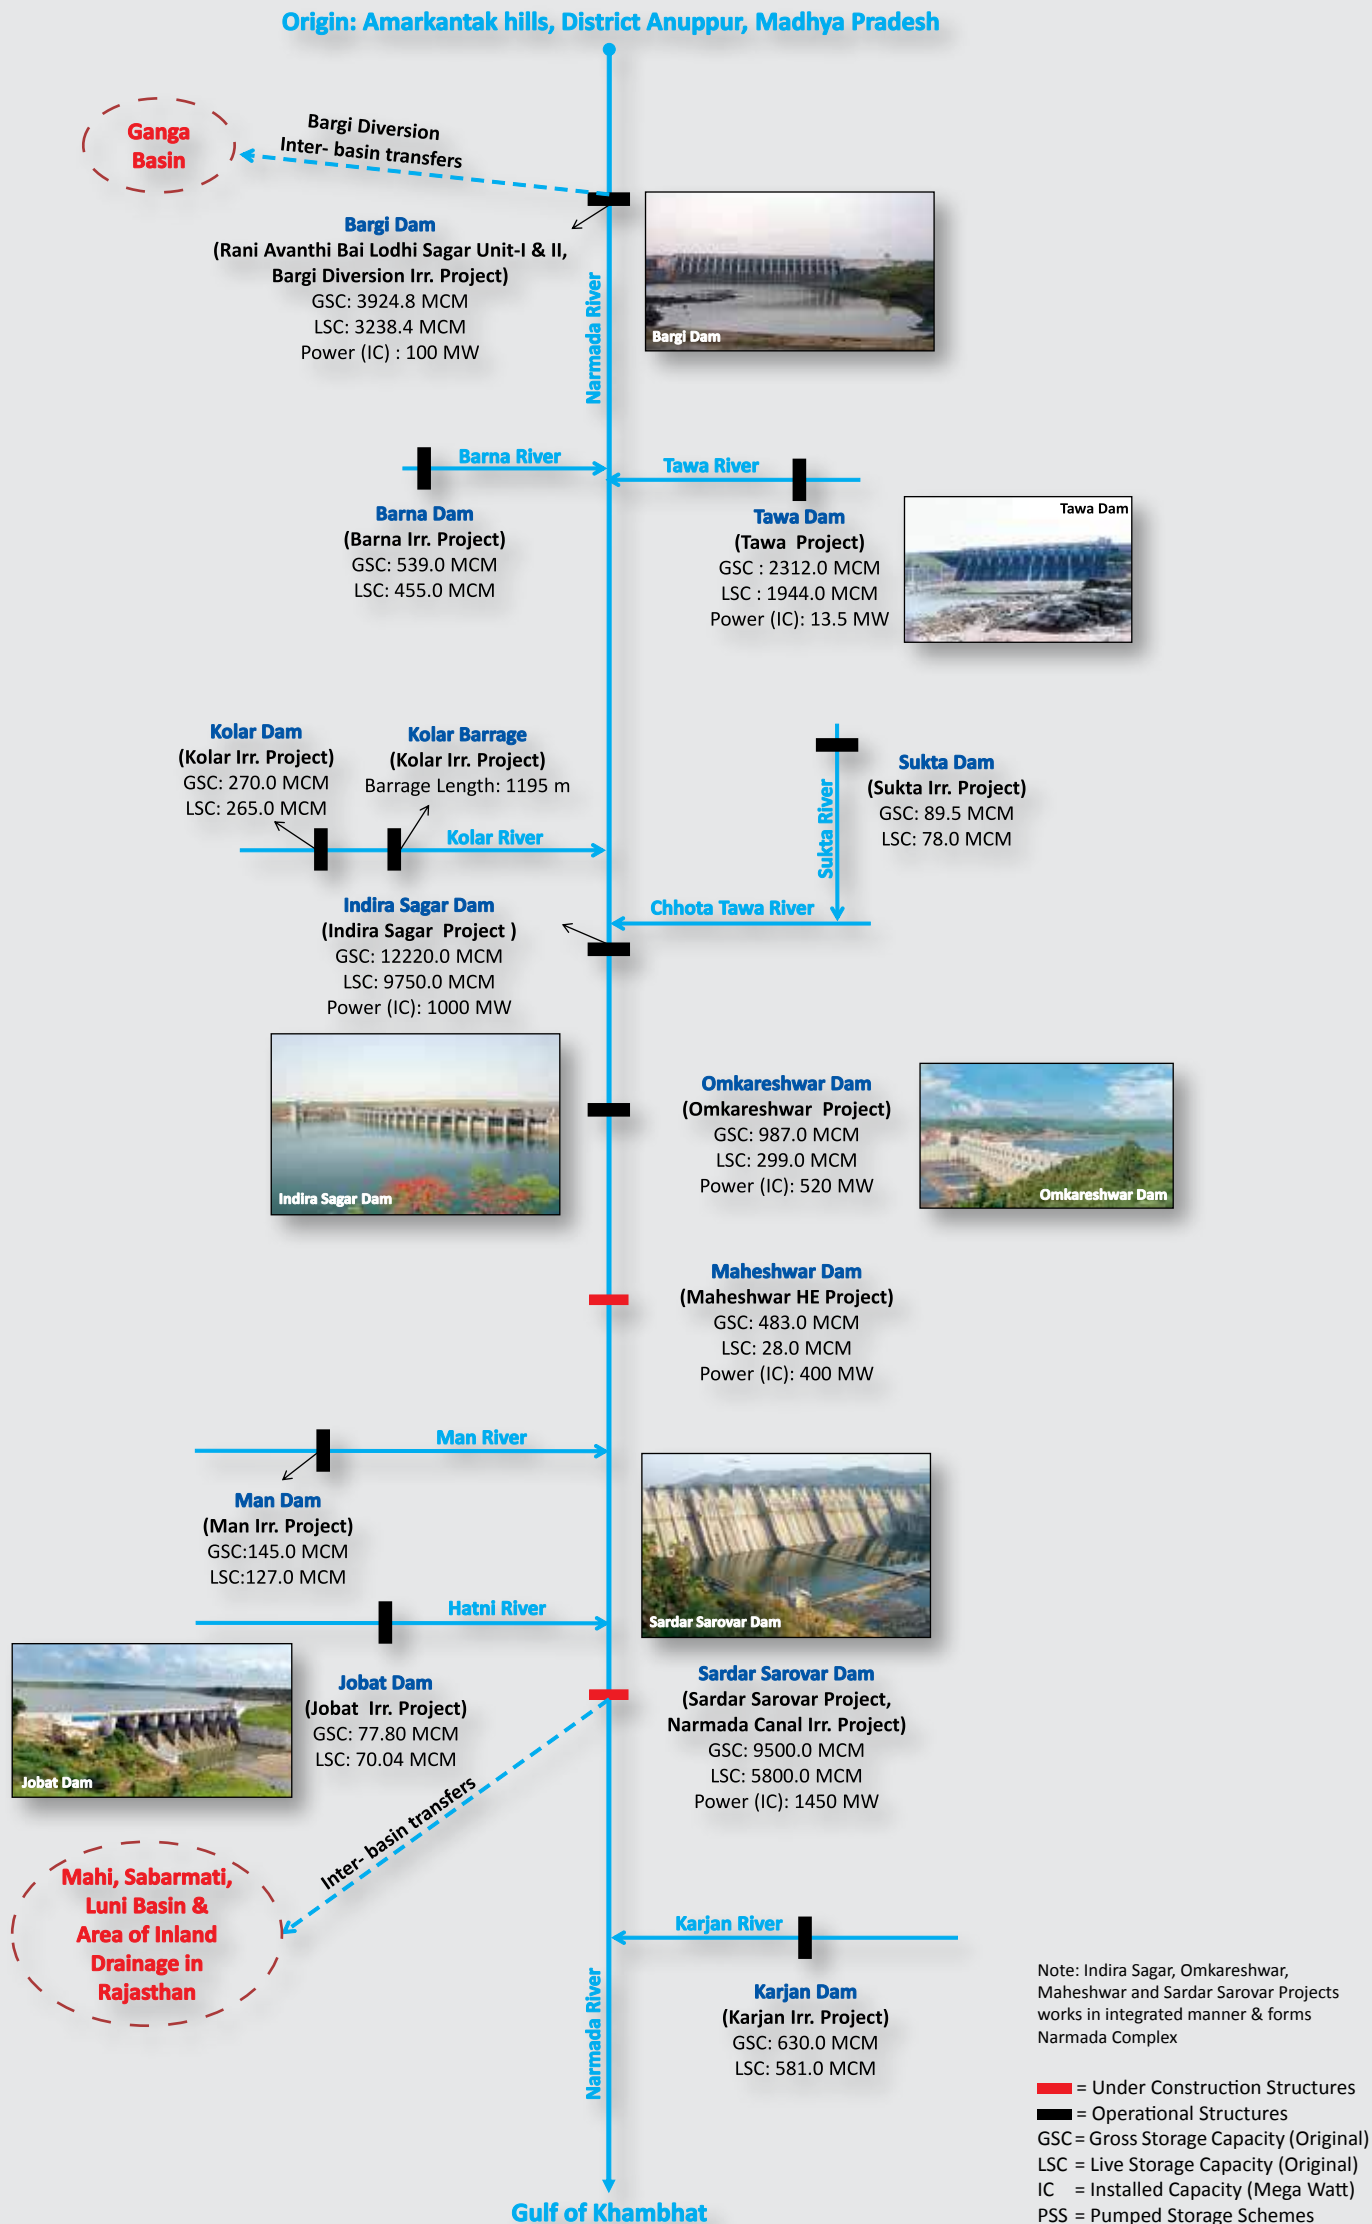 Origin: Amarkantak hills, District Anuppur, Madhya Pradesh
Ganga
Basin
Bargi Diversion
Inter- basin transfers
Bargi Dam
(Rani Avanthi Bai Lodhi Sagar Unit-I & II,
Bargi Diversion Irr. Project)
GSC: 3924.8 MCM
LSC: 3238.4 MCM
Power (IC) : 100 MW
Narmada River
Bargi Dam
Barna River
Tawa River
Barna Dam
(Barna Irr. Project)
GSC: 539.0 MCM
LSC: 455.0 MCM
Tawa Dam
(Tawa Project)
GSC : 2312.0 MCM
LSC : 1944.0 MCM
Power (IC): 13.5 MW
Tawa Dam
Kolar Dam
(Kolar Irr. Project)
GSC: 270.0 MCM
LSC: 265.0 MCM
Kolar Barrage
(Kolar Irr. Project)
Barrage Length: 1195 m
Kolar River
Sukta River
Sukta Dam
(Sukta Irr. Project)
GSC: 89.5 MCM
LSC: 78.0 MCM
Chhota Tawa River
Indira Sagar Dam
(Indira Sagar Project )
GSC: 12220.0 MCM
LSC: 9750.0 MCM
Power (IC): 1000 MW
Indira Sagar Dam
Omkareshwar Dam
(Omkareshwar Project)
GSC: 987.0 MCM
LSC: 299.0 MCM
Power (IC): 520 MW
Omkareshwar Dam
Maheshwar Dam
(Maheshwar HE Project)
GSC: 483.0 MCM
LSC: 28.0 MCM
Power (IC): 400 MW
Man River
Man Dam
(Man Irr. Project)
GSC:145.0 MCM
LSC:127.0 MCM
Sardar Sarovar Dam
Hatni River
Jobat Dam
Jobat Dam
(Jobat Irr. Project)
GSC: 77.80 MCM
LSC: 70.04 MCM
Sardar Sarovar Dam
(Sardar Sarovar Project,
Narmada Canal Irr. Project)
GSC: 9500.0 MCM
LSC: 5800.0 MCM
Power (IC): 1450 MW
Inter- basin transfers
Mahi, Sabarmati,
Luni Basin &
Area of Inland
Drainage in
Rajasthan
Karjan River
Karjan Dam
(Karjan Irr. Project)
GSC: 630.0 MCM
LSC: 581.0 MCM
Narmada River
Note: Indira Sagar, Omkareshwar,
Maheshwar and Sardar Sarovar Projects
works in integrated manner & forms
Narmada Complex
= Under Construction Structures
= Operational Structures
GSC = Gross Storage Capacity (Original)
LSC = Live Storage Capacity (Original)
IC = Installed Capacity (Mega Watt)
PSS = Pumped Storage Schemes
Gulf of Khambhat